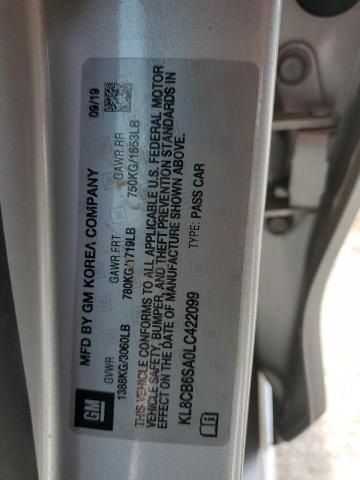 MFD BY GM KOREA COMPANY 09/19
GVWR GAWR FRT GAWR RR
1388KG/3060LB 780KG/1719LB 750KG/1653LB
THIS VEHICLE CONFORMS TO ALL APPLICABLE U.S. FEDERAL MOTOR
VEHICLE SAFETY, BUMPER, AND THEFT PREVENTION STANDARDS IN
EFFECT ON THE DATE OF MANUFACTURE SHOWN ABOVE.
KL8CB6SA0LC422099 TYPE: PASS CAR
GM